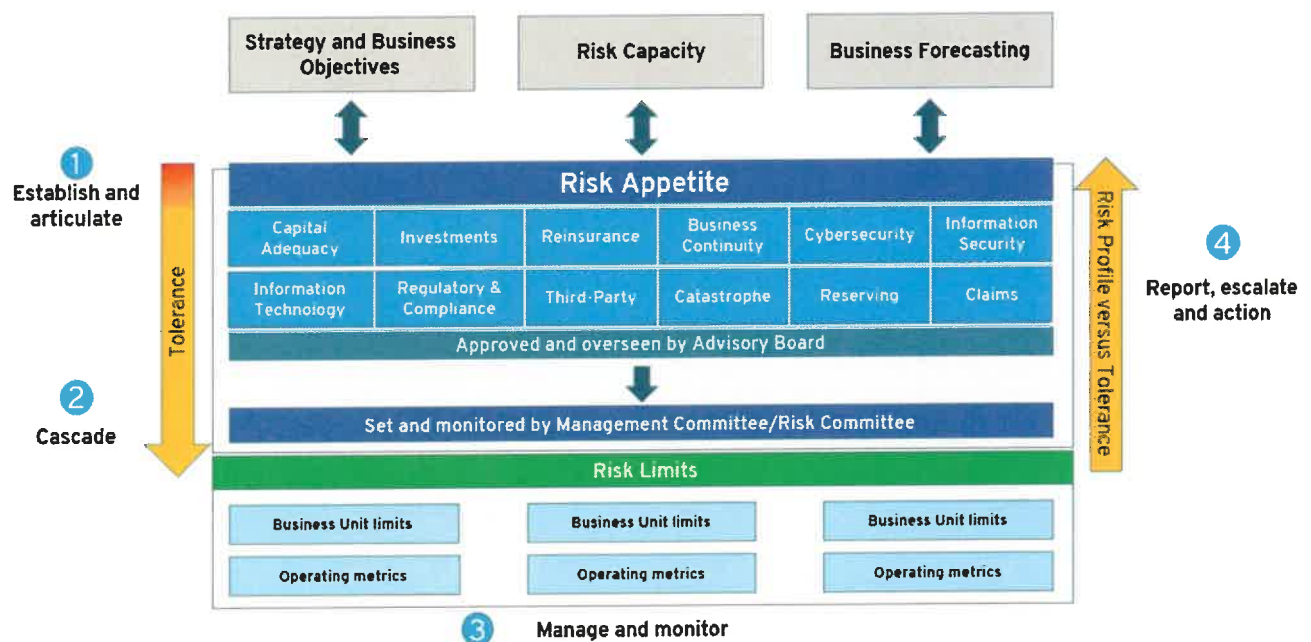 Strategy and Business
Objectives
Risk Capacity
Business Forecasting
1
Establish and
articulate
Risk Appetite
Capital
Adequacy
Investments
Reinsurance
Business
Continuity
Cybersecurity
Information
Security
Information
Technology
Regulatory &
Compliance
Third-Party
Catastrophe
Reserving
Claims
Approved and overseen by Advisory Board
Tolerance
2
Cascade
Set and monitored by Management Committee/Risk Committee
Risk Profile versus Tolerance
4
Report, escalate
and action
Risk Limits
Business Unit limits
Business Unit limits
Business Unit limits
Operating metrics
Operating metrics
Operating metrics
3
Manage and monitor